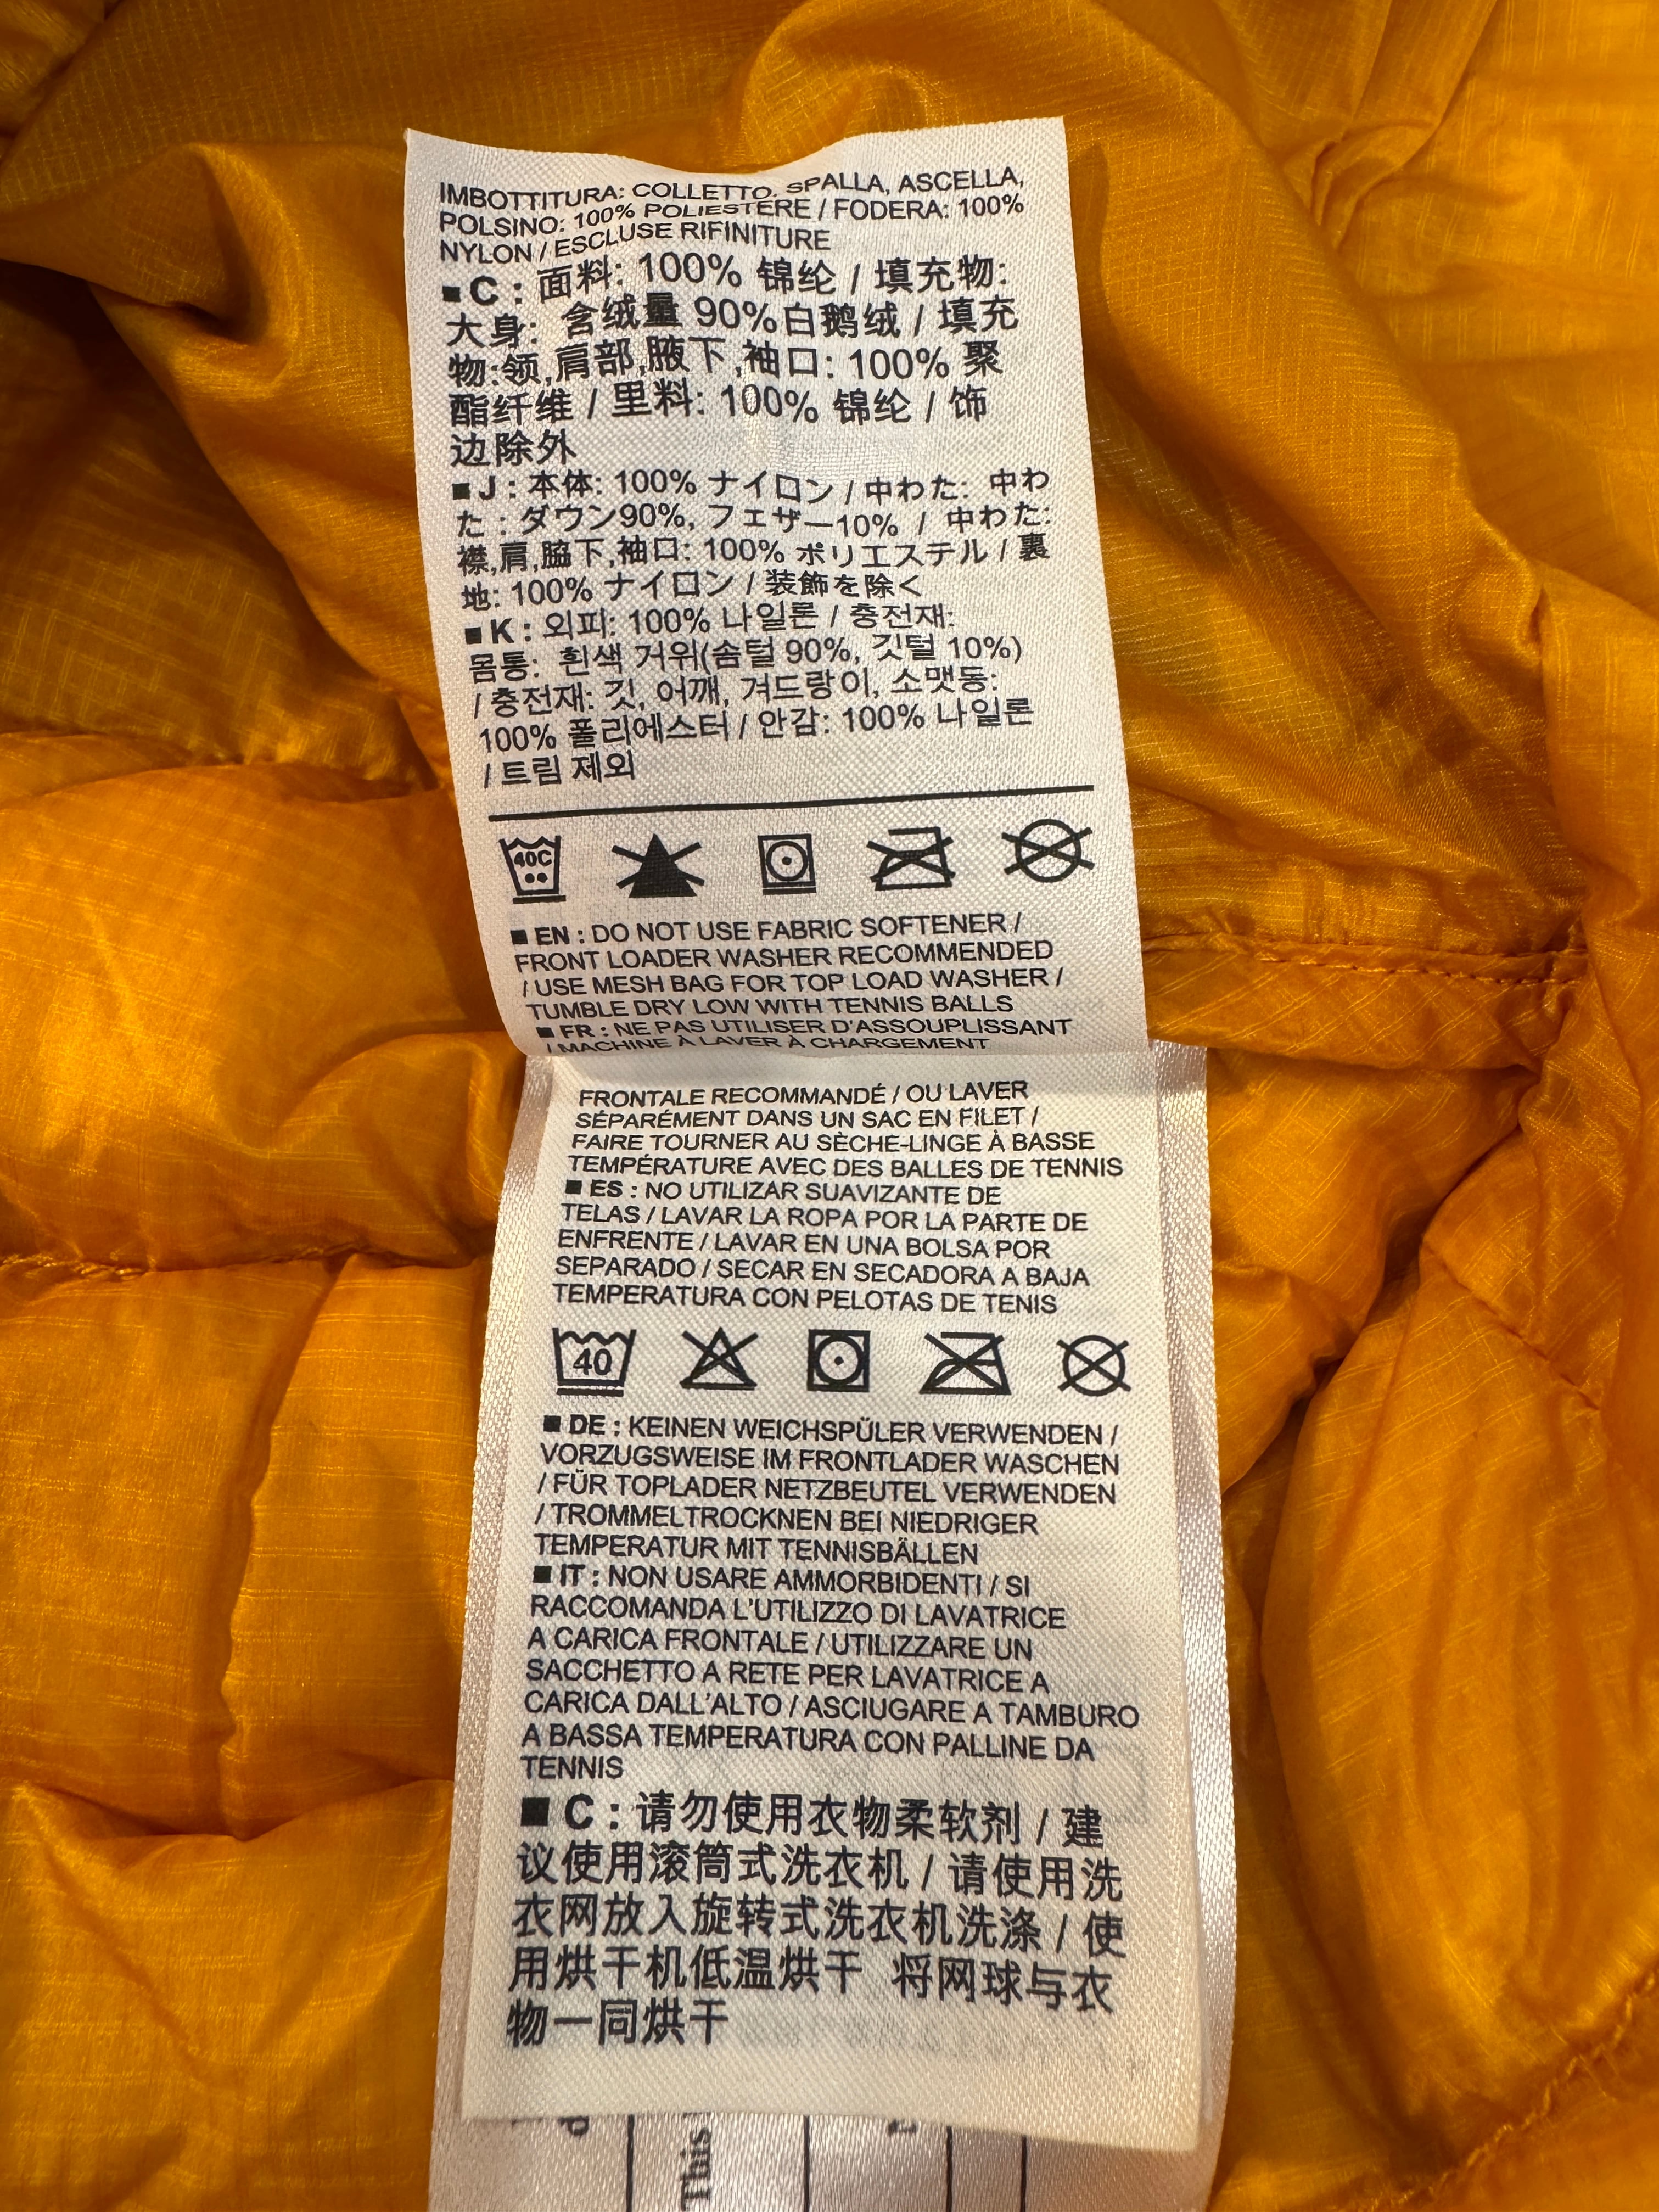 IMBOTTITURA: COLLETTO, SPALLA, ASCELLA,
POLSINO: 100% POLIESTERE / FODERA: 100%
NYLON / ESCLUSE RIFINITURE
■ C : 面料: 100% 锦纶 / 填充物:
大身: 含绒量 90%白鹅绒 / 填充
物:领,肩部,腋下,袖口: 100% 聚
酯纤维 / 里料: 100% 锦纶 / 饰
边除外
■ J : 本体: 100% ナイロン / 中わた: 中わ
た : ダウン90%, フェザー10% / 中わた:
襟,肩,脇下,袖口: 100% ポリエステル / 裏
地: 100% ナイロン / 装飾を除く
■ K : 외피: 100% 나일론 / 충전재:
몸통: 흰색 거위(솜털 90%, 깃털 10%)
/ 충전재: 깃, 어깨, 겨드랑이, 소맷동:
100% 폴리에스터 / 안감: 100% 나일론
/ 트림 제외
40C
■ EN : DO NOT USE FABRIC SOFTENER /
FRONT LOADER WASHER RECOMMENDED
/ USE MESH BAG FOR TOP LOAD WASHER /
TUMBLE DRY LOW WITH TENNIS BALLS
■ FR : NE PAS UTILISER D'ASSOUPLISSANT
/ MACHINE À LAVER À CHARGEMENT
FRONTALE RECOMMANDÉ / OU LAVER
SÉPARÉMENT DANS UN SAC EN FILET /
FAIRE TOURNER AU SÈCHE-LINGE À BASSE
TEMPÉRATURE AVEC DES BALLES DE TENNIS
■ ES : NO UTILIZAR SUAVIZANTE DE
TELAS / LAVAR LA ROPA POR LA PARTE DE
ENFRENTE / LAVAR EN UNA BOLSA POR
SEPARADO / SECAR EN SECADORA A BAJA
TEMPERATURA CON PELOTAS DE TENIS
40
■ DE : KEINEN WEICHSPÜLER VERWENDEN /
VORZUGSWEISE IM FRONTLADER WASCHEN
/ FÜR TOPLADER NETZBEUTEL VERWENDEN
/ TROMMELTROCKNEN BEI NIEDRIGER
TEMPERATUR MIT TENNISBÄLLEN
■ IT : NON USARE AMMORBIDENTI / SI
RACCOMANDA L'UTILIZZO DI LAVATRICE
A CARICA FRONTALE / UTILIZZARE UN
SACCHETTO A RETE PER LAVATRICE A
CARICA DALL'ALTO / ASCIUGARE A TAMBURO
A BASSA TEMPERATURA CON PALLINE DA
TENNIS
■ C : 请勿使用衣物柔软剂 / 建
议使用滚筒式洗衣机 / 请使用洗
衣网放入旋转式洗衣机洗涤 / 使
用烘干机低温烘干 将网球与衣
物一同烘干
This